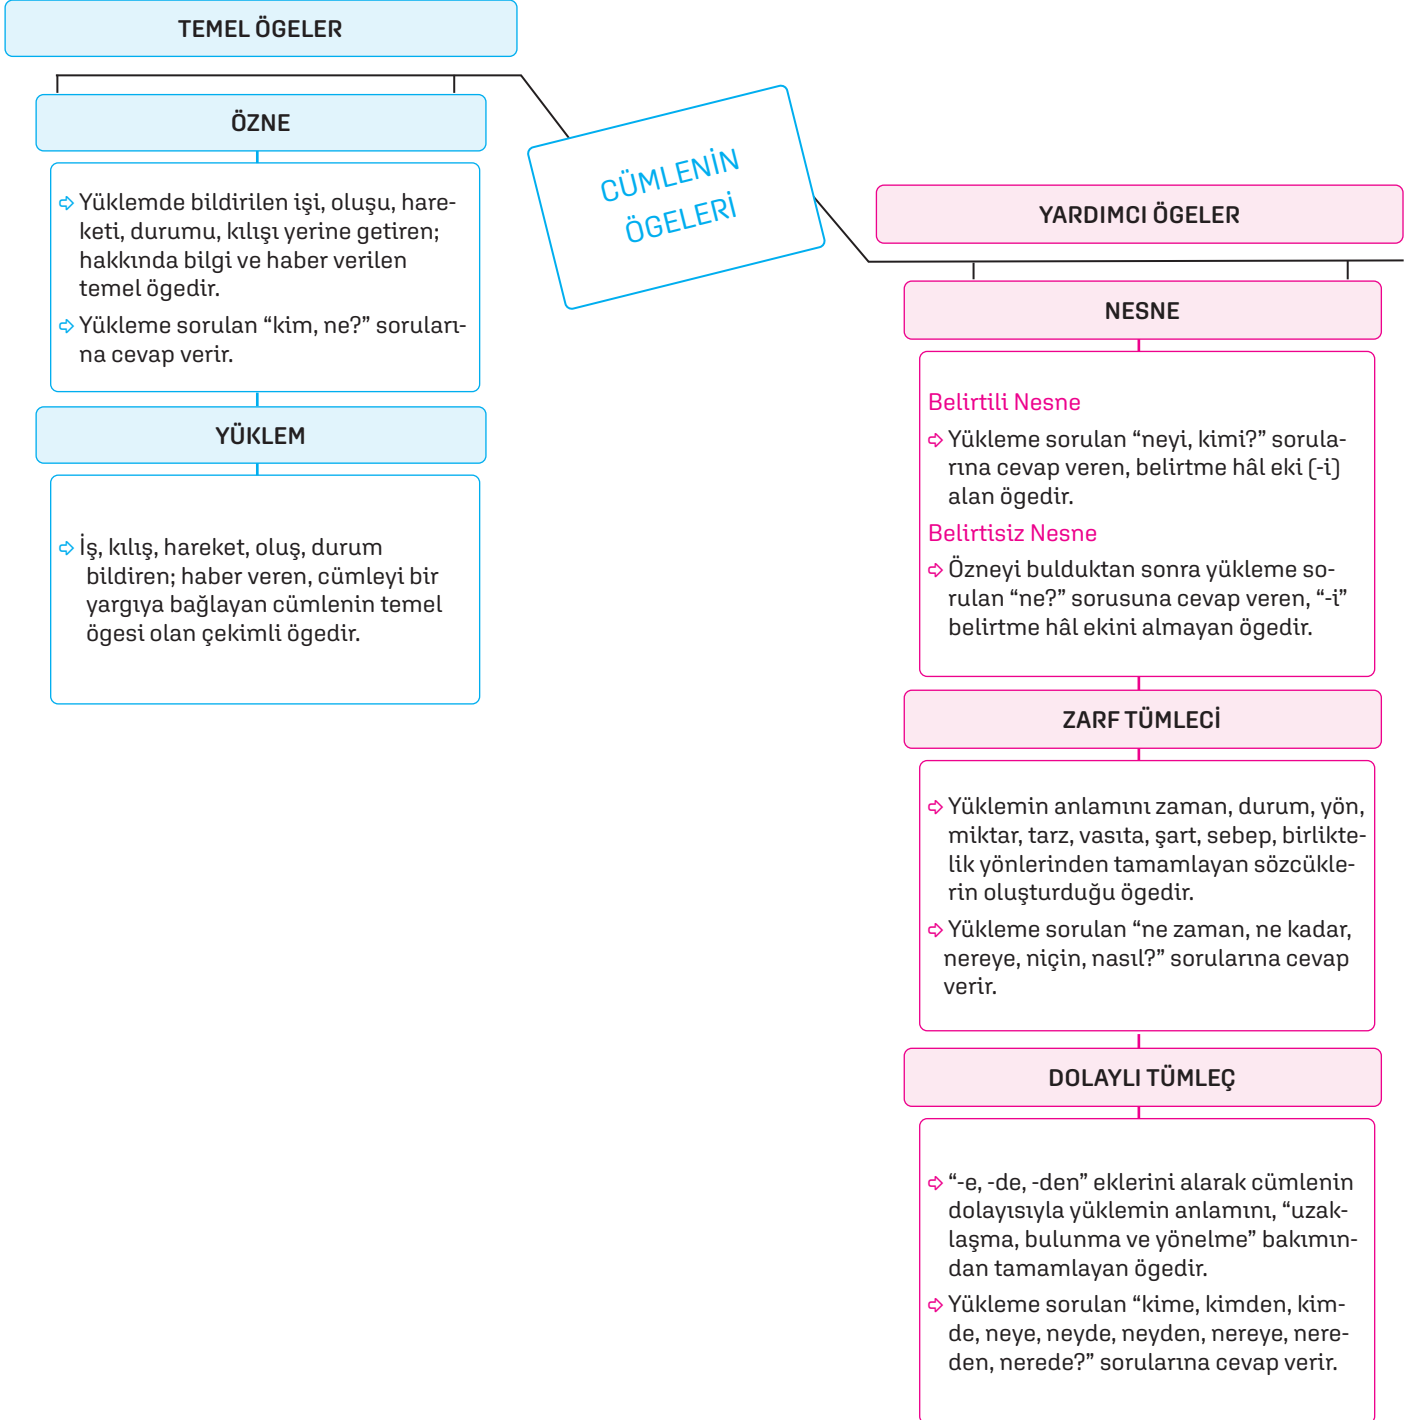 TEMEL ÖGELER
ÖZNE
⇨ Yüklemde bildirilen işi, oluşu, hare-
keti, durumu, kılışı yerine getiren;
hakkında bilgi ve haber verilen
temel ögedir.
⇨ Yükleme sorulan “kim, ne?” soruları-
na cevap verir.
YÜKLEM
⇨ İş, kılış, hareket, oluş, durum
bildiren; haber veren, cümleyi bir
yargıya bağlayan cümlenin temel
ögesi olan çekimli ögedir.
CÜMLENİN
ÖGELERİ
YARDIMCI ÖGELER
NESNE
Belirtili Nesne
⇨ Yükleme sorulan “neyi, kimi?” sorula-
rına cevap veren, belirtme hâl eki (-i)
alan ögedir.
Belirtisiz Nesne
⇨ Özneyi bulduktan sonra yükleme so-
rulan “ne?” sorusuna cevap veren, “-i”
belirtme hâl ekini almayan ögedir.
ZARF TÜMLECİ
⇨ Yüklemin anlamını zaman, durum, yön,
miktar, tarz, vasıta, şart, sebep, birlikte-
lik yönlerinden tamamlayan sözcükle-
rin oluşturduğu ögedir.
⇨ Yükleme sorulan “ne zaman, ne kadar,
nereye, niçin, nasıl?” sorularına cevap
verir.
DOLAYLI TÜMLEÇ
⇨ “-e, -de, -den” eklerini alarak cümlenin
dolayısıyla yüklemin anlamını, “uzak-
laşma, bulunma ve yönelme” bakımın-
dan tamamlayan ögedir.
⇨ Yükleme sorulan “kime, kimden, kim-
de, neye, neyde, neyden, nereye, nere-
den, nerede?” sorularına cevap verir.